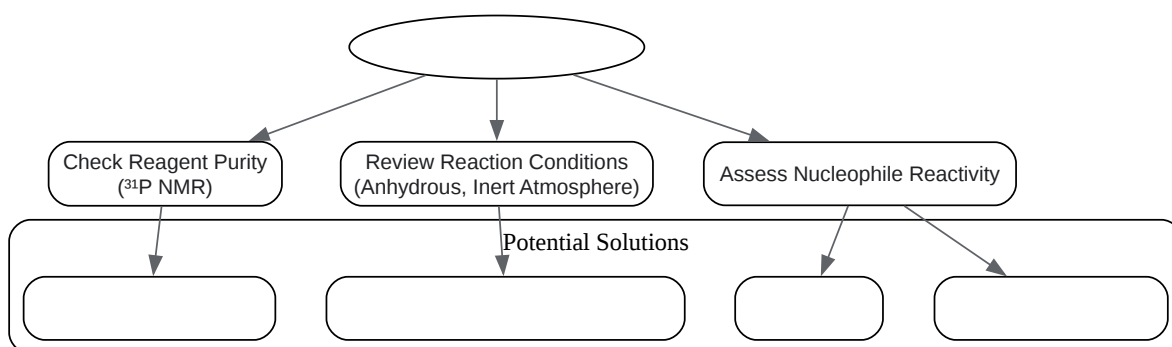 Check Reagent Purity
(³¹P NMR)
Review Reaction Conditions
(Anhydrous, Inert Atmosphere)
Assess Nucleophile Reactivity
Potential Solutions